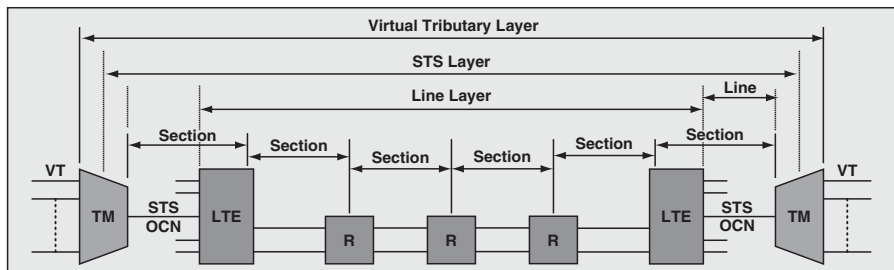 Virtual Tributary Layer
STS Layer
Line
Line Layer
Section Section
Section Section Section Section
VT VT
TM STS LTE LTE STS TM
OCN OCN
R R R